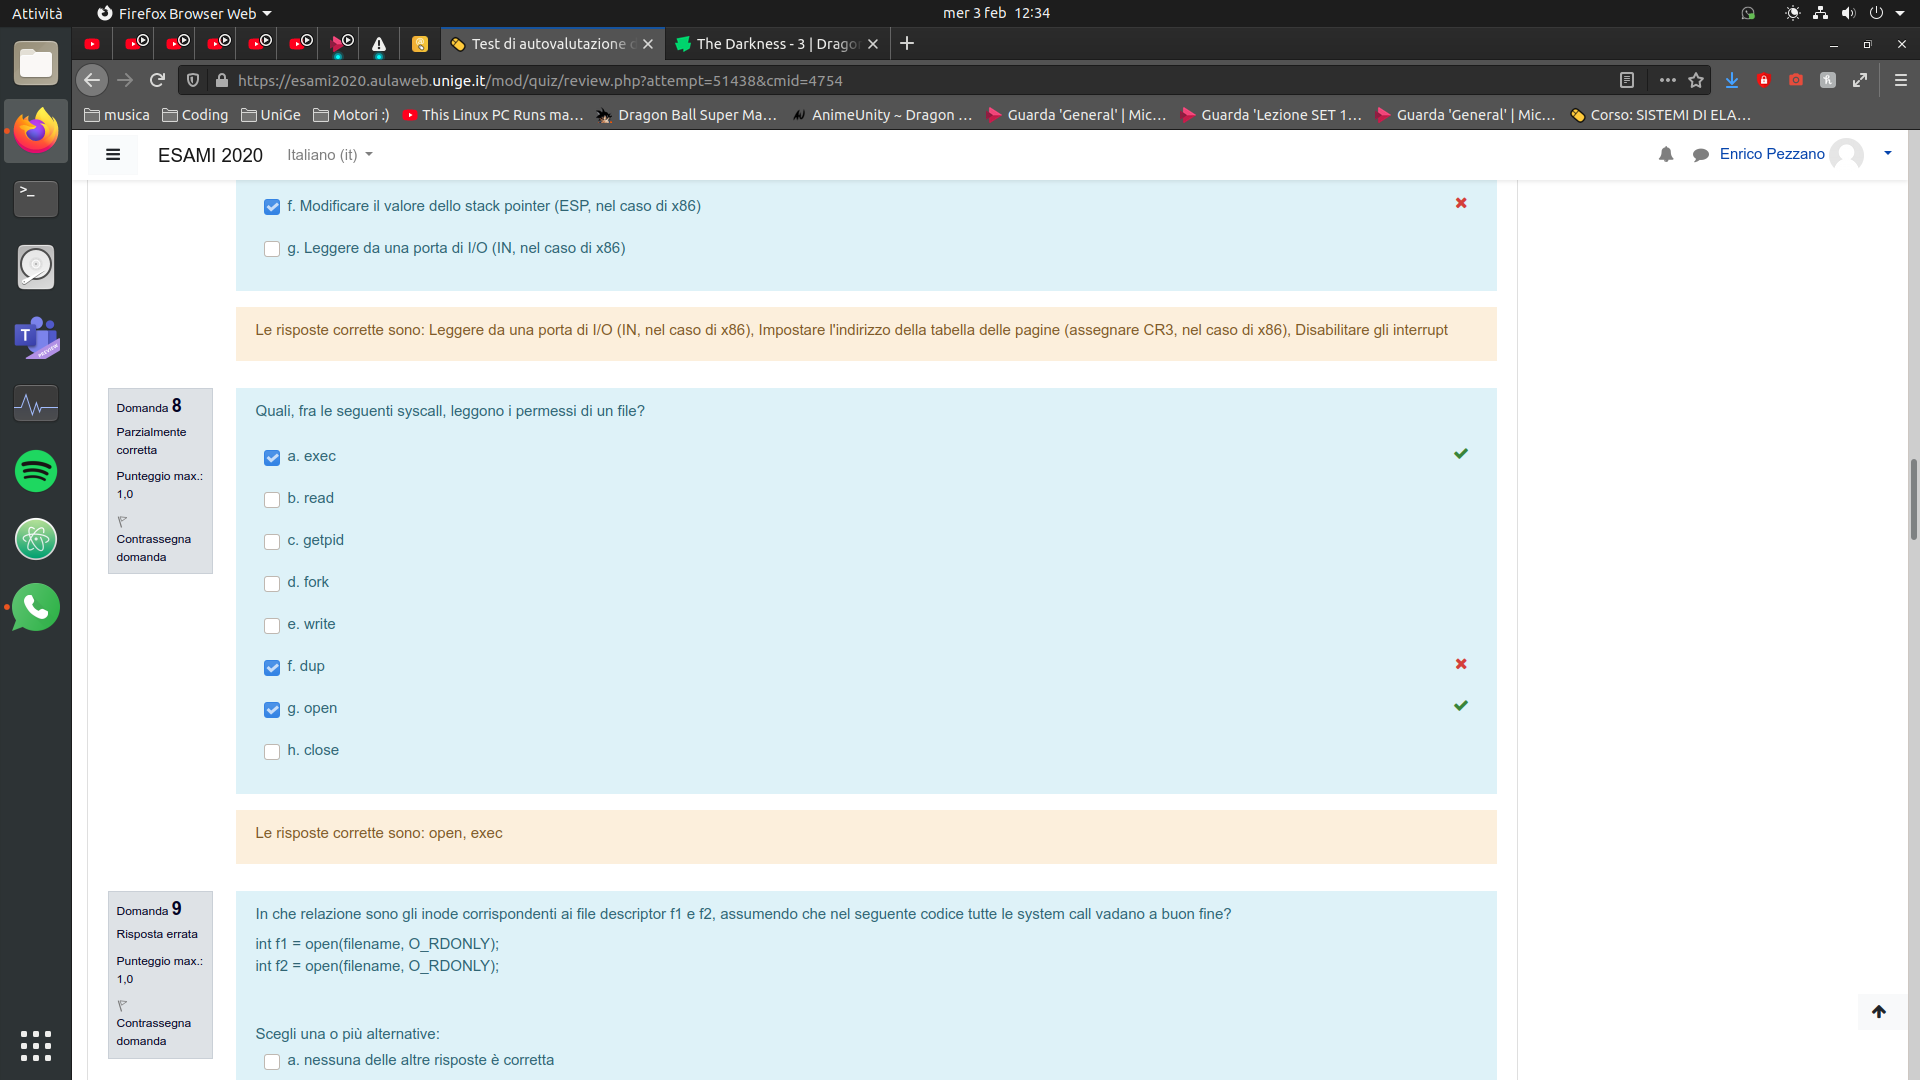 Attività
Firefox Browser Web
mer 3 feb 12:34
Test di autovalutazione
The Darkness - 3 | Drago
https://esami2020.aulaweb.unige.it/mod/quiz/review.php?attempt=51438&cmid=4754
musica
Coding
UniGe
Motori :)
This Linux PC Runs ma…
Dragon Ball Super Ma…
AnimeUnity ~ Dragon …
Guarda 'General' | Mic…
Guarda 'Lezione SET 1…
Guarda 'General' | Mic…
Corso: SISTEMI DI ELA…
ESAMI 2020
Italiano (it)
Enrico Pezzano
f. Modificare il valore dello stack pointer (ESP, nel caso di x86)
g. Leggere da una porta di I/O (IN, nel caso di x86)
Le risposte corrette sono: Leggere da una porta di I/O (IN, nel caso di x86), Impostare l'indirizzo della tabella delle pagine (assegnare CR3, nel caso di x86), Disabilitare gli interrupt
Domanda 8
Parzialmente
corretta
Punteggio max.:
1,0
Contrassegna
domanda
Quali, fra le seguenti syscall, leggono i permessi di un file?
a. exec
b. read
c. getpid
d. fork
e. write
f. dup
g. open
h. close
Le risposte corrette sono: open, exec
Domanda 9
Risposta errata
Punteggio max.:
1,0
Contrassegna
domanda
In che relazione sono gli inode corrispondenti ai file descriptor f1 e f2, assumendo che nel seguente codice tutte le system call vadano a buon fine?
int f1 = open(filename, O_RDONLY);
int f2 = open(filename, O_RDONLY);
Scegli una o più alternative:
a. nessuna delle altre risposte è corretta